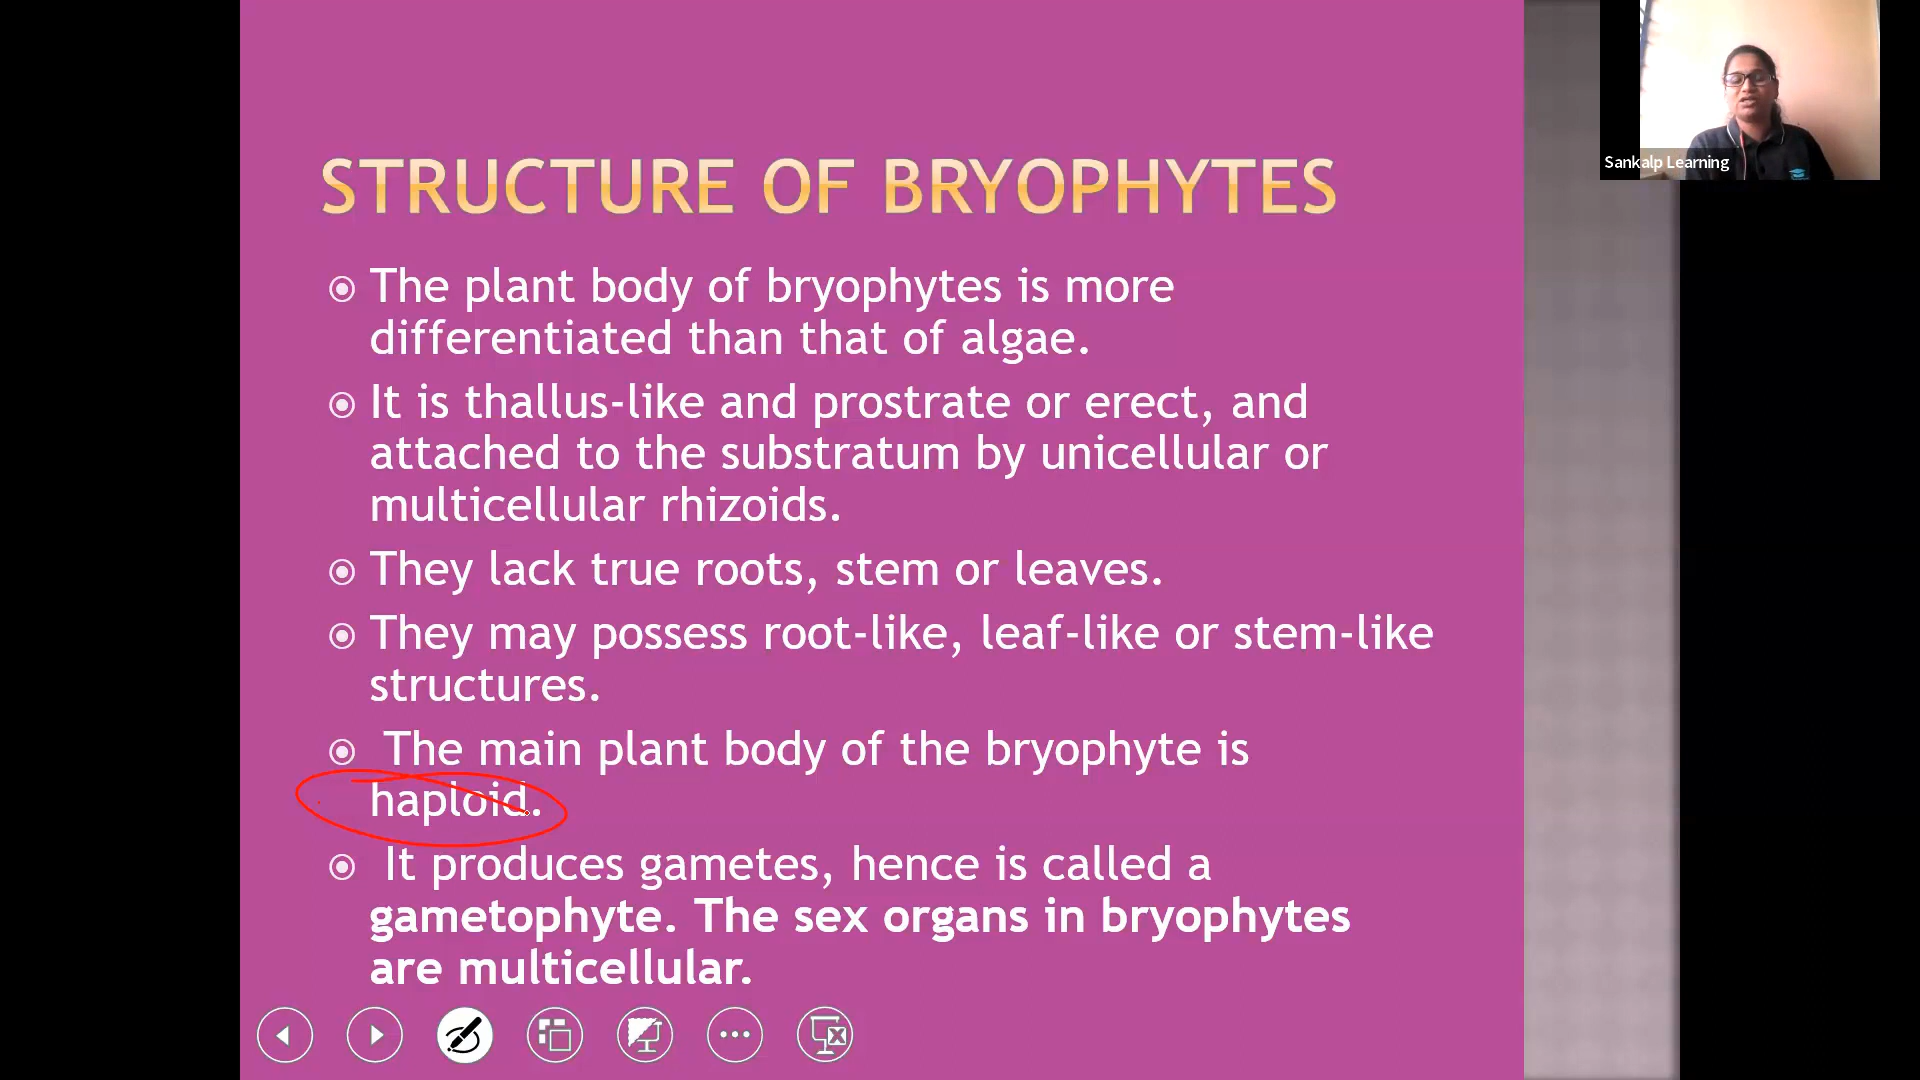 Sankalp Learning
STRUCTURE OF BRYOPHYTES
The plant body of bryophytes is more
differentiated than that of algae.
It is thallus-like and prostrate or erect, and
attached to the substratum by unicellular or
multicellular rhizoids.
They lack true roots, stem or leaves.
They may possess root-like, leaf-like or stem-like
structures.
The main plant body of the bryophyte is
haploid.
It produces gametes, hence is called a
gametophyte. The sex organs in bryophytes
are multicellular.